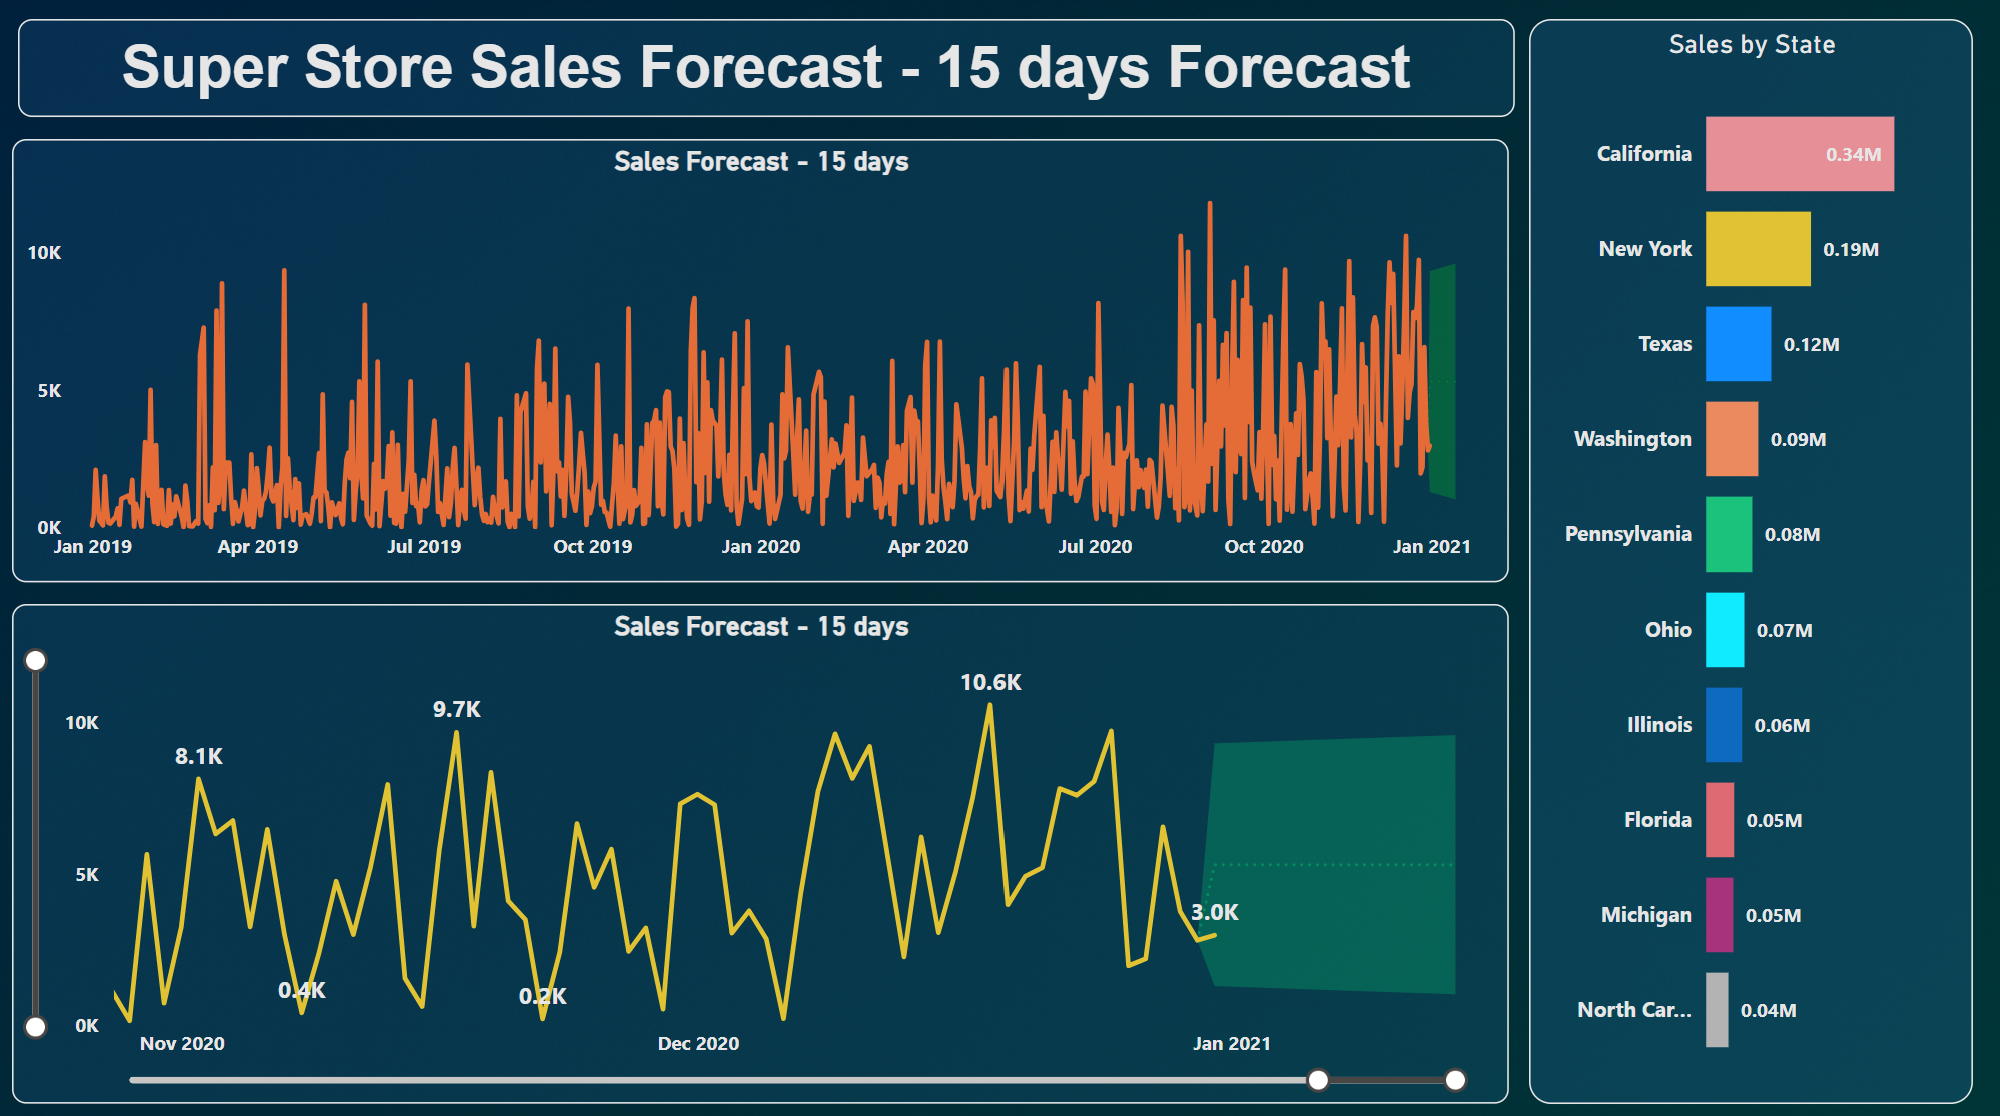 Super Store Sales Forecast - 15 days Forecast
Sales Forecast - 15 days
10K
5K
0K
Jan 2019 Apr 2019 Jul 2019 Oct 2019 Jan 2020 Apr 2020 Jul 2020 Oct 2020 Jan 2021
Sales Forecast - 15 days
10.6K
9.7K
10K
8.1K
5K
3.0K
0.4K
0.2K
0K
Nov 2020 Dec 2020 Jan 2021
Sales by State
California 0.34M
New York 0.19M
Texas 0.12M
Washington 0.09M
Pennsylvania 0.08M
Ohio 0.07M
Illinois 0.06M
Florida 0.05M
Michigan 0.05M
North Car... 0.04M